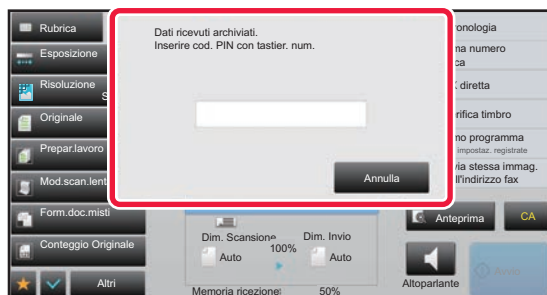 Rubrica
Esposizione
Risoluzione
S
Originale
Prepar.lavoro
Mod.scan.lent
Form.doc.misti
Conteggio Originale
Altri
Dati ricevuti archiviati.
Inserire cod. PIN con tastier. num.
Annulla
Dim. Scansione
100%
Dim. Invio
Auto
Auto
Memoria ricezione:
50%
ronologia
ma numero
ca
diretta
rifica timbro
mo programma
impostaz. registrate
via stessa immag.
ll'indirizzo fax
Anteprima
CA
Altoparlante